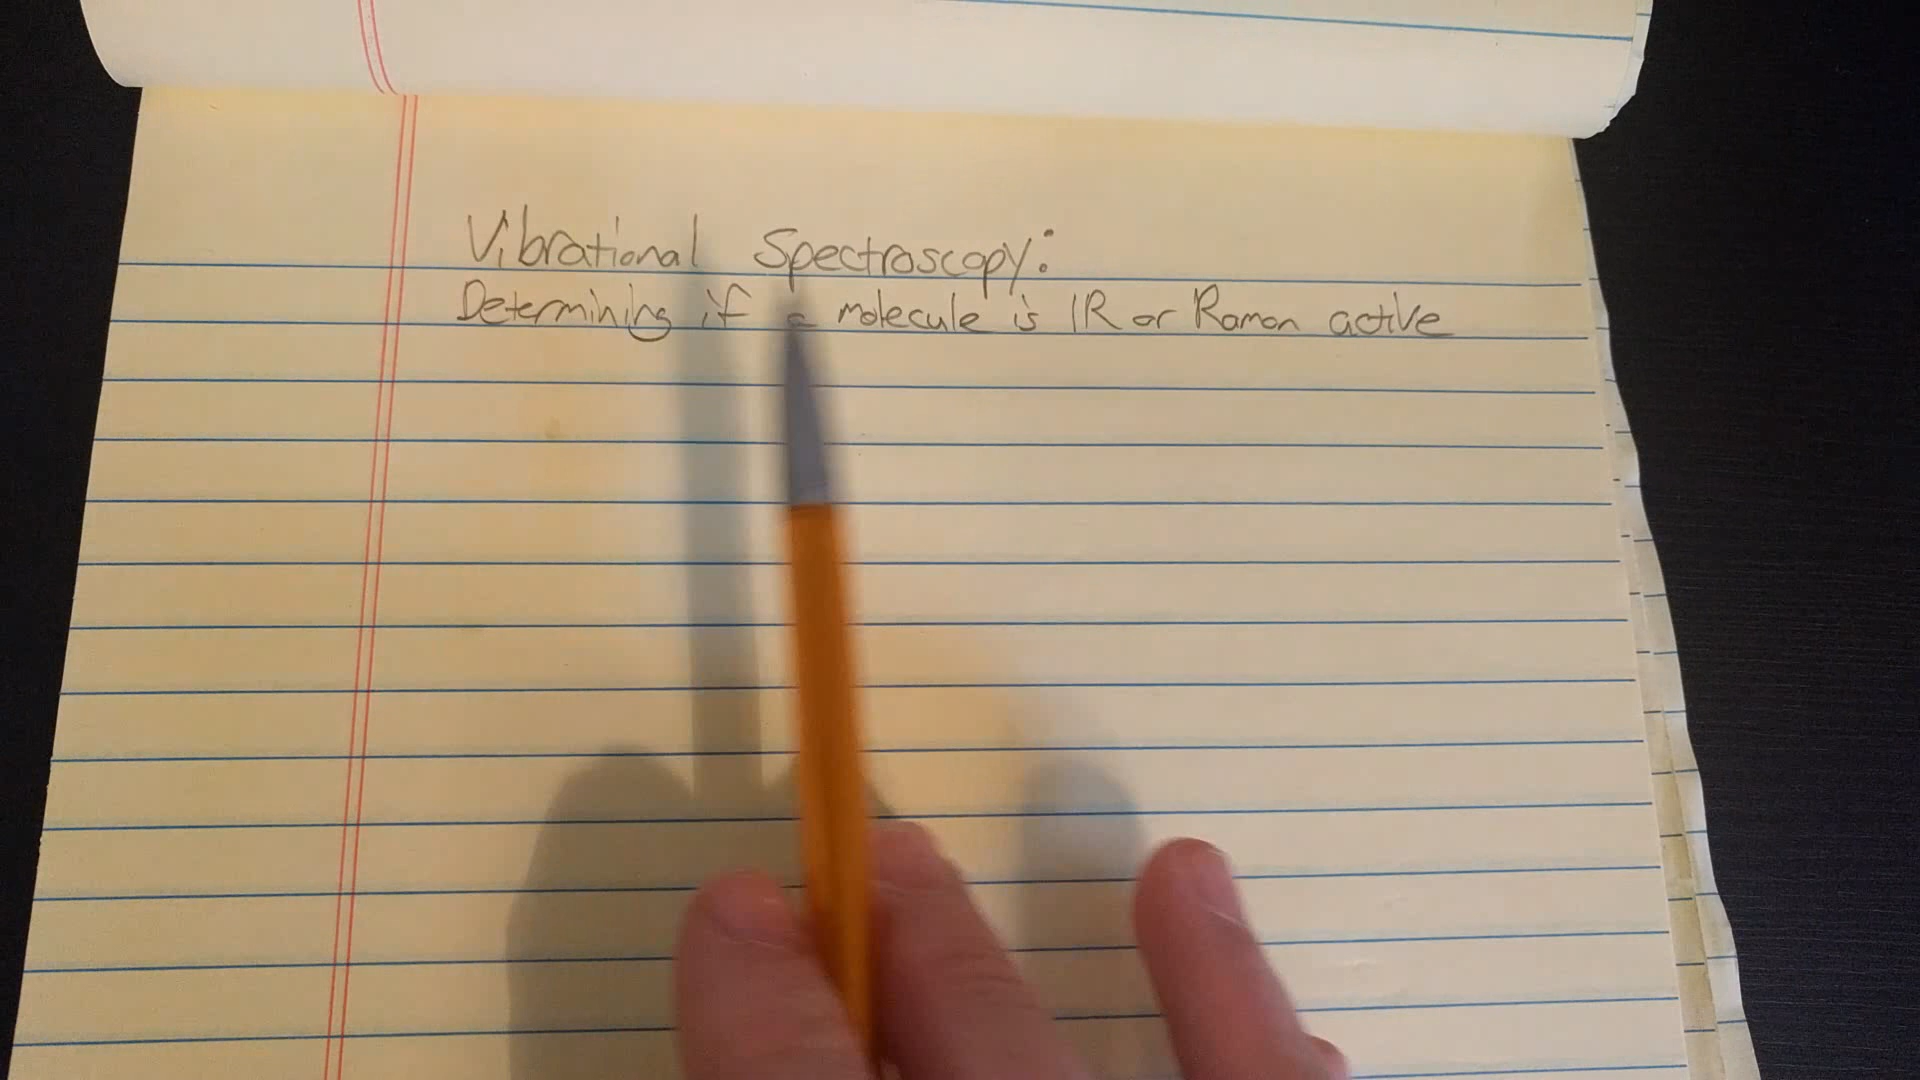 Vibrational Spectroscopy:
Determining if a molecule is IR or Raman active